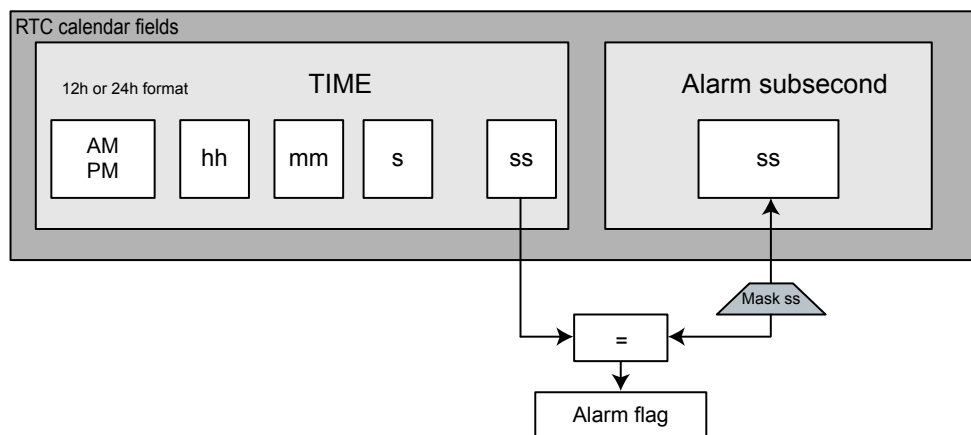 RTC calendar fields
TIME
Alarm subsecond
12h or 24h format
AM
PM
hh
mm
s
ss
ss
Mask ss
=
Alarm flag